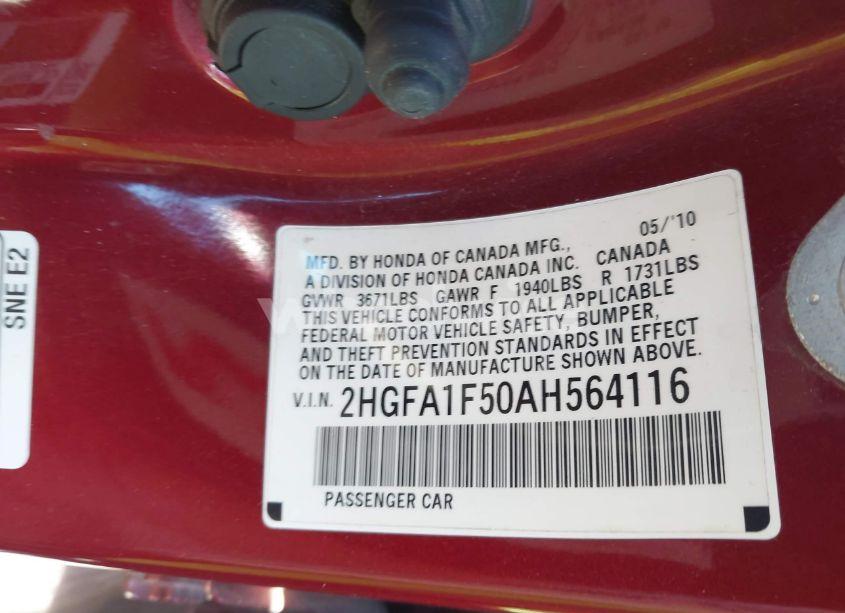 05/'10
MFD. BY HONDA OF CANADA MFG.,
A DIVISION OF HONDA CANADA INC. CANADA
GVWR 3671LBS GAWR F 1940LBS R 1731LBS
THIS VEHICLE CONFORMS TO ALL APPLICABLE
FEDERAL MOTOR VEHICLE SAFETY, BUMPER,
AND THEFT PREVENTION STANDARDS IN EFFECT
ON THE DATE OF MANUFACTURE SHOWN ABOVE.
V.I.N. 2HGFA1F50AH564116
PASSENGER CAR
SNE E2